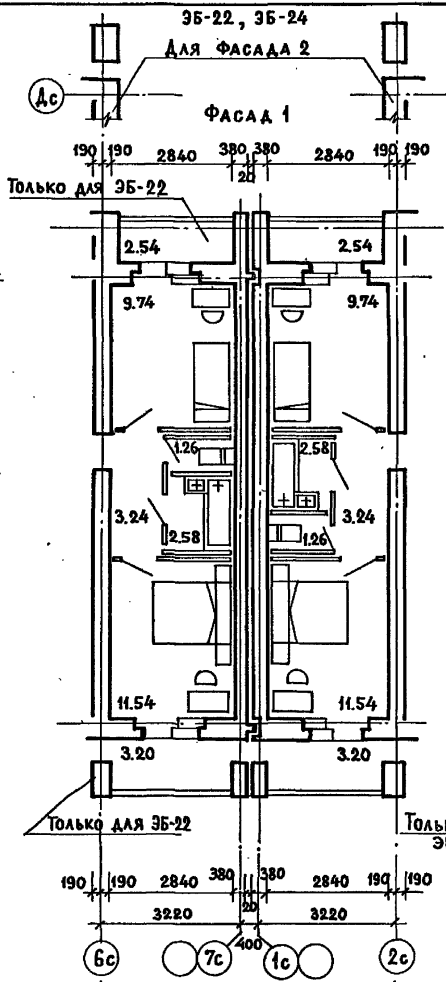 ЭБ-22, ЭБ-24
Для Фасада 2
Дс
Фасад 1
190 190 2840 380 380 2840 190 190
20
Только для ЭБ-22
2.54 2.54
9.74 9.74
1.26 2.58
3.24 3.24
2.58 1.26
11.54 11.54
3.20 3.20
Только для ЭБ-22
190 190 2840 380 380 2840 190 190
20
3220 3220
400
6с 7с 1с 2с